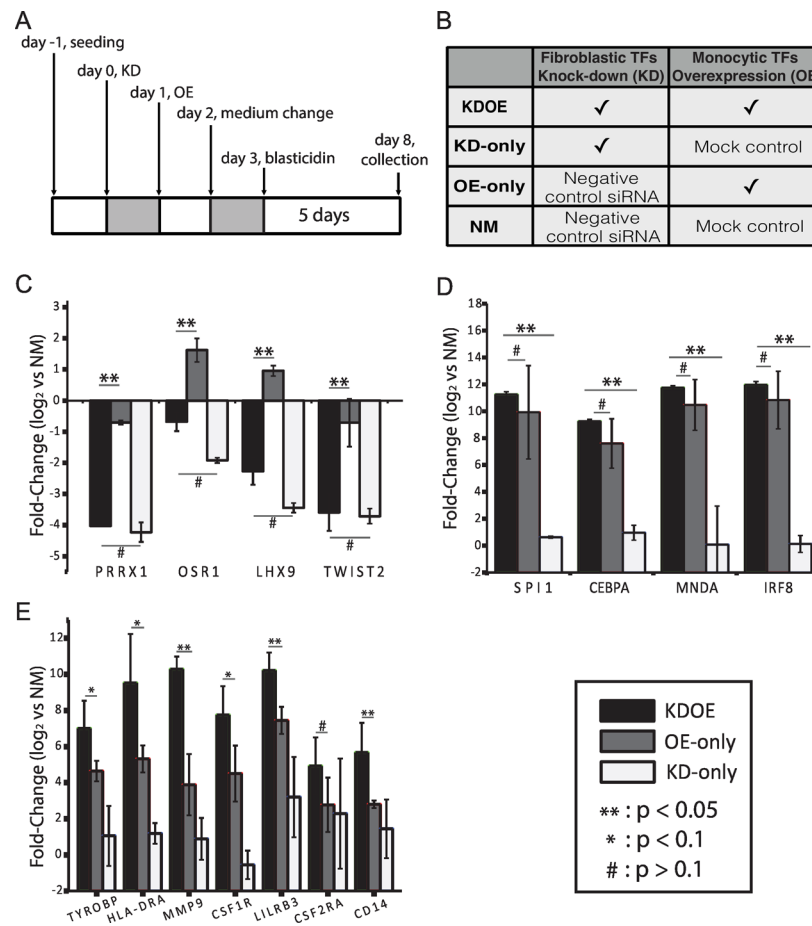 A
day -1, seeding
day 0, KD
day 1, OE
day 2, medium change
day 3, blasticidin
day 8,
collection
5 days
B
Fibroblastic TFs
Knock-down (KD)
Monocytic TFs
Overexpression (OE
KDOE ✓ ✓
KD-only ✓ Mock control
OE-only Negative
control siRNA ✓
NM Negative
control siRNA Mock control
C
Fold-Change (log2 vs NM)
3
2
1
0
-1
-2
-3
-4
-5
**
**
**
**
#
#
#
#
PRRX1 OSR1 LHX9 TWIST2
D
Fold-Change (log2 vs NM)
18
16
14
12
10
8
6
4
2
0
-2
**
#
**
#
**
#
**
#
SPI1 CEBPA MNDA IRF8
E
Fold-Change (log2 vs NM)
12
10
8
6
4
2
0
-2
*
*
**
*
**
#
**
TYROBP HLA-DRA MMP9 CSF1R LILRB3 CSF2RA CD14
KDOE
OE-only
KD-only
** : p < 0.05
* : p < 0.1
# : p > 0.1